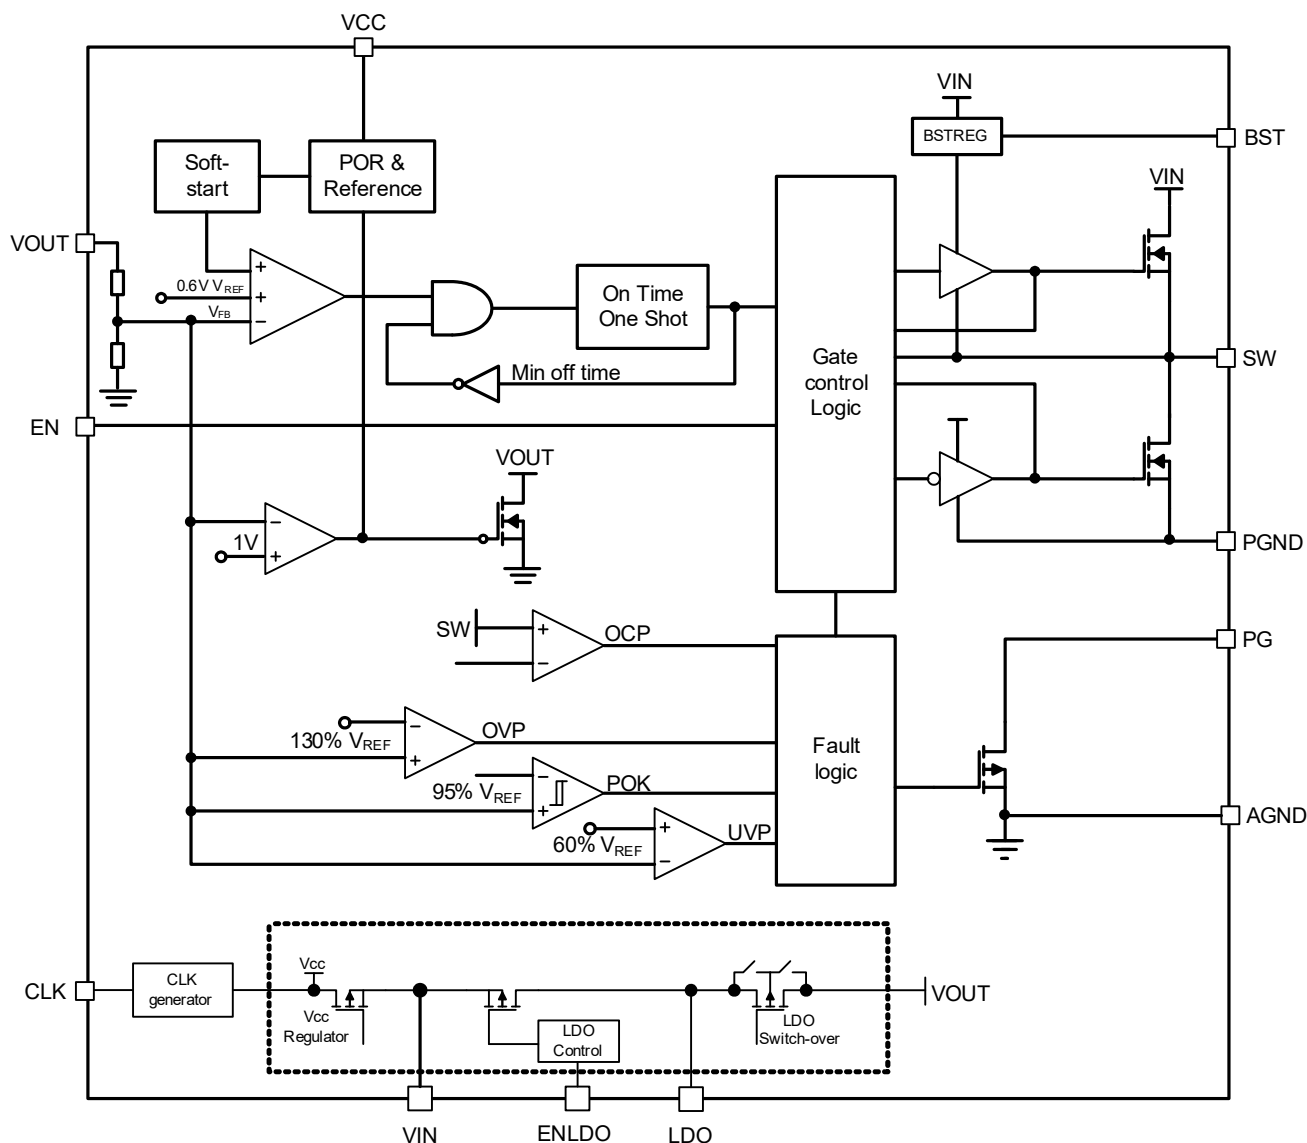 VCC
VIN
BSTREG
BST
Soft-
start
POR &
Reference
VIN
VOUT
+
0.6V VREF
+
VFB
−
On Time
One Shot
Min off time
Gate
control
Logic
SW
EN
VOUT
−
1V
+
PGND
SW
+
OCP
−
PG
130% VREF
−
OVP
+
Fault
logic
95% VREF
−
POK
+
60% VREF
+
UVP
−
AGND
CLK
CLK
generator
Vcc
Vcc
Regulator
LDO
Control
LDO
Switch-over
VOUT
VIN
ENLDO
LDO